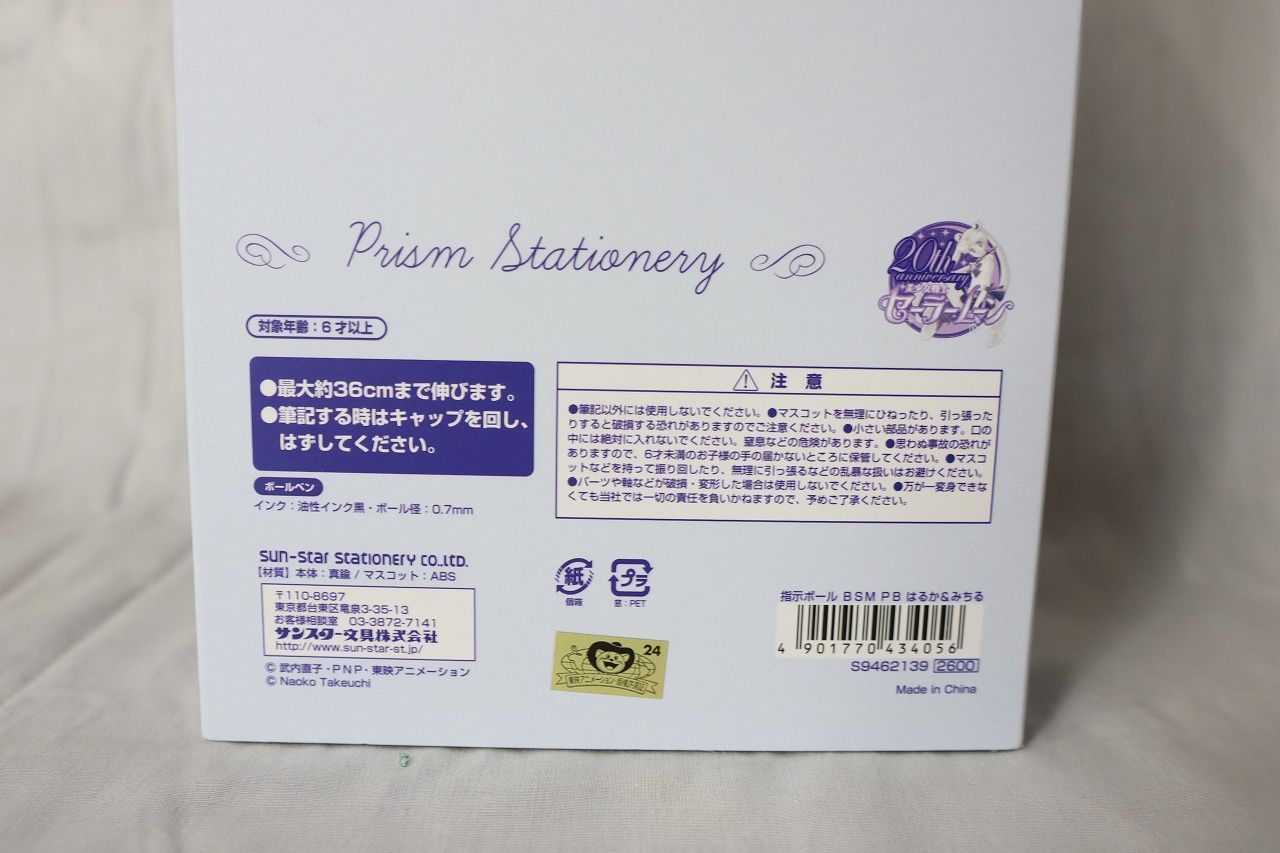 Prism Stationery
20th
anniversary
美少女戦士
セーラームーン
対象年齢：6才以上
●最大約36cmまで伸びます。
●筆記する時はキャップを回し、
はずしてください。
ボールペン
インク：油性インク黒・ボール径：0.7mm
注 意
●筆記以外には使用しないでください。●マスコットを無理にひねったり、引っ張った
りすると破損する恐れがありますのでご注意ください。●小さい部品があります。口の
中には絶対に入れないでください。窒息などの危険があります。●思わぬ事故の恐れが
ありますので、6才未満のお子様の手の届かないところに保管してください。●マスコ
ットなどを持って振り回したり、無理に引っ張るなどの乱暴な扱いはお避けください。
●パーツや軸などが破損・変形した場合は使用しないでください。●万が一変身できな
くても当社では一切の責任を負いかねますので、予めご了承ください。
SUN-STAR STATIONERY CO.,LTD.
【材質】本体：真鍮 / マスコット：ABS
〒110-8697
東京都台東区竜泉3-35-13
お客様相談室 03-3872-7141
サンスター文具株式会社
http://www.sun-star-st.jp/
© 武内直子・PNP・東映アニメーション
© Naoko Takeuchi
紙
個箱
プラ
窓：PET
24
東映アニメーション・版権許諾証
指示ボール BSM PB はるか&みちる
4 901770 434056
S9462139 2600
Made in China